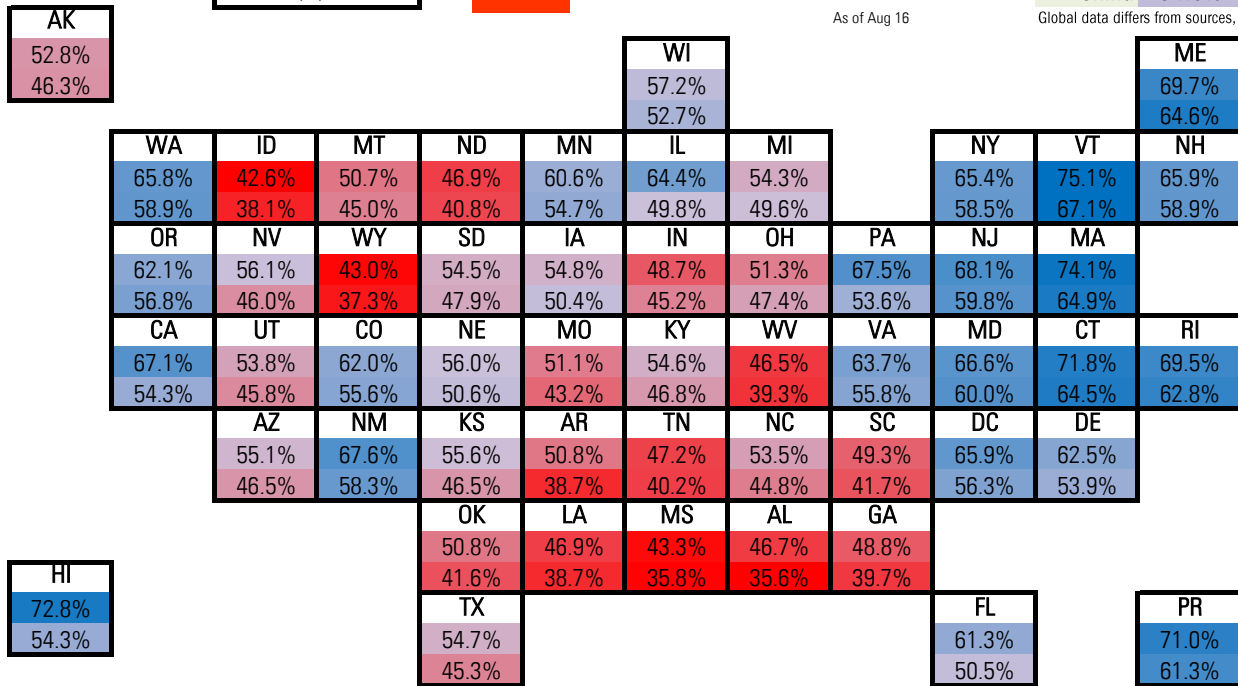 AK
As of Aug 16
Global data differs from sources,
52.8%
46.3%
WI
ME
57.2%
69.7%
52.7%
64.6%
WA ID MT ND MN IL MI NY VT NH
65.8% 42.6% 50.7% 46.9% 60.6% 64.4% 54.3% 65.4% 75.1% 65.9%
58.9% 38.1% 45.0% 40.8% 54.7% 49.8% 49.6% 58.5% 67.1% 58.9%
OR NV WY SD IA IN OH PA NJ MA
62.1% 56.1% 43.0% 54.5% 54.8% 48.7% 51.3% 67.5% 68.1% 74.1%
56.8% 46.0% 37.3% 47.9% 50.4% 45.2% 47.4% 53.6% 59.8% 64.9%
CA UT CO NE MO KY WV VA MD CT RI
67.1% 53.8% 62.0% 56.0% 51.1% 54.6% 46.5% 63.7% 66.6% 71.8% 69.5%
54.3% 45.8% 55.6% 50.6% 43.2% 46.8% 39.3% 55.8% 60.0% 64.5% 62.8%
AZ NM KS AR TN NC SC DC DE
55.1% 67.6% 55.6% 50.8% 47.2% 53.5% 49.3% 65.9% 62.5%
46.5% 58.3% 46.5% 38.7% 40.2% 44.8% 41.7% 56.3% 53.9%
OK LA MS AL GA
50.8% 46.9% 43.3% 46.7% 48.8%
41.6% 38.7% 35.8% 35.6% 39.7%
HI
72.8%
54.3%
TX FL PR
54.7% 61.3% 71.0%
45.3% 50.5% 61.3%